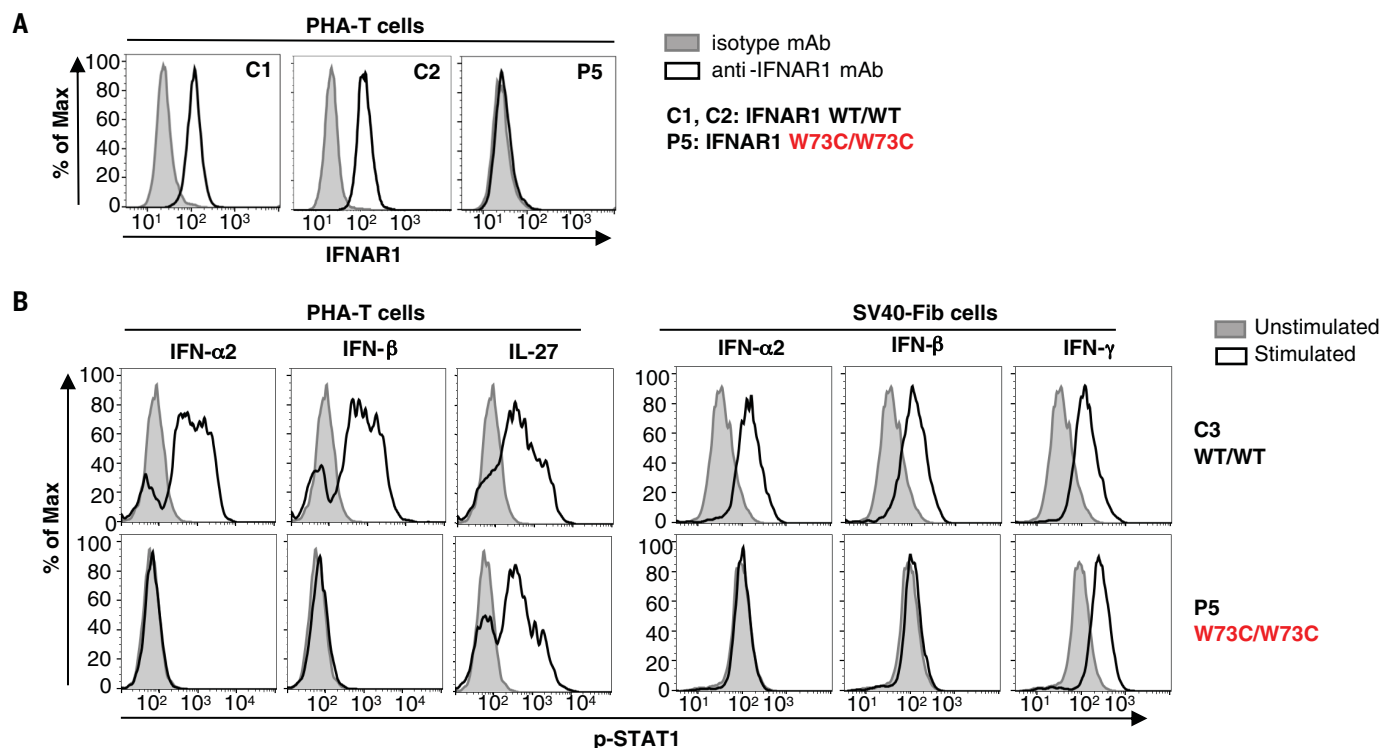 A
PHA-T cells
C1
C2
P5
isotype mAb
anti-IFNAR1 mAb
C1, C2: IFNAR1 WT/WT
P5: IFNAR1 W73C/W73C
% of Max
100
80
60
40
20
0
10¹ 10² 10³
10¹ 10² 10³
10¹ 10² 10³
IFNAR1
B
PHA-T cells
SV40-Fib cells
IFN-α2
IFN-β
IL-27
IFN-α2
IFN-β
IFN-γ
Unstimulated
Stimulated
% of Max
100
80
60
40
20
0
100
80
60
40
20
0
C3
WT/WT
100
80
60
40
20
0
100
80
60
40
20
0
P5
W73C/W73C
10² 10³ 10⁴
10² 10³ 10⁴
10² 10³ 10⁴
10¹ 10² 10³
10¹ 10² 10³
10¹ 10² 10³
p-STAT1